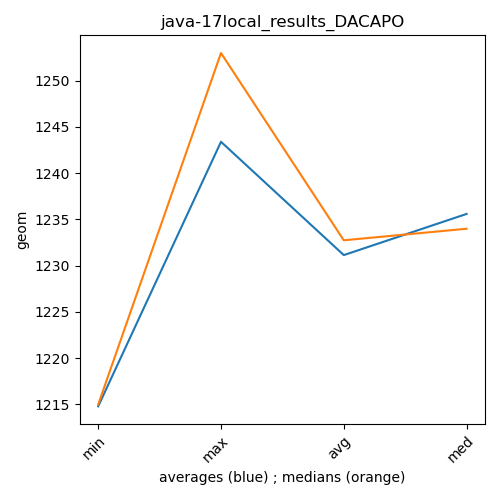 java-17local_results_DACAPO
1250
1245
1240
1235
1230
1225
1220
1215
geom
min
max
avg
med
averages (blue) ; medians (orange)